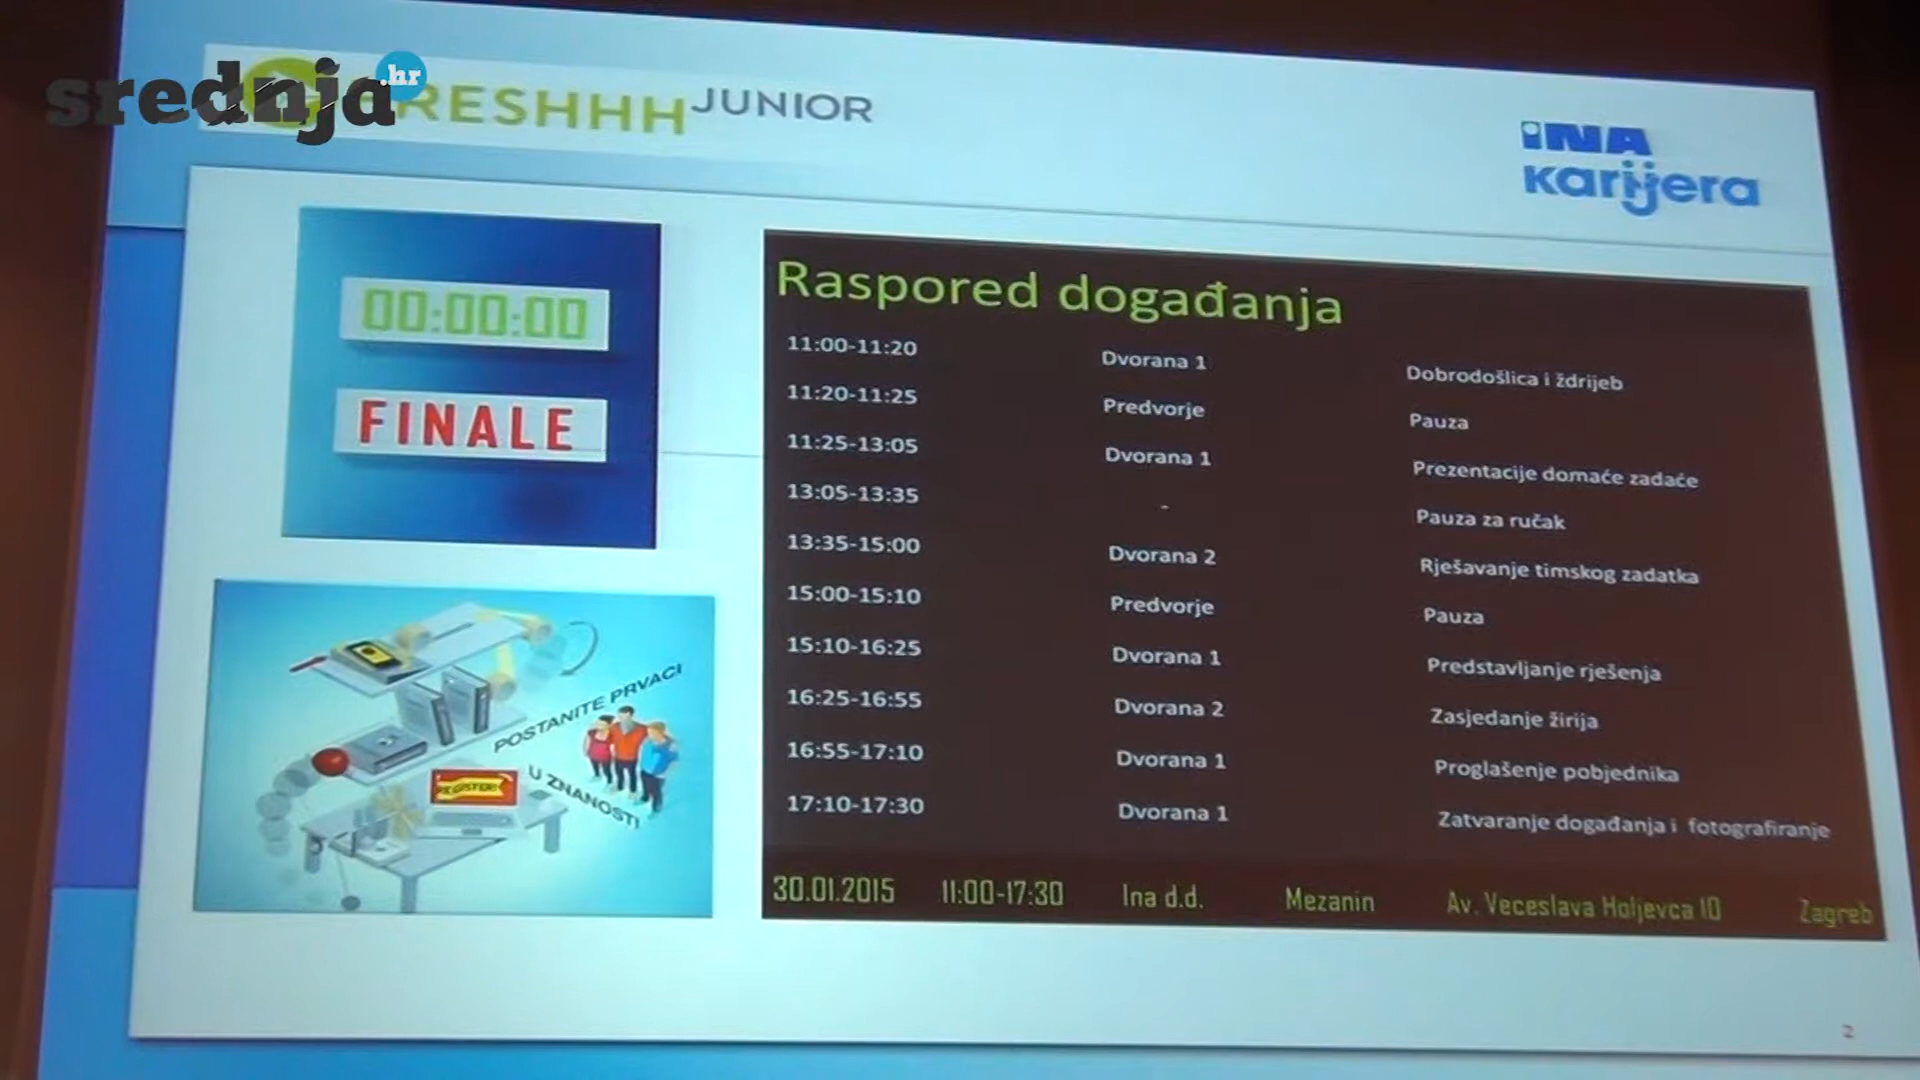 srednja.hr
RESHHH JUNIOR
INA
karijera
00:00:00
FINALE
POSTANITE PRVACI
U ZNANOSTI
REGISTER!
Raspored događanja
11:00-11:20 Dvorana 1 Dobrodošlica i ždrijeb
11:20-11:25 Predvorje Pauza
11:25-13:05 Dvorana 1 Prezentacije domaće zadaće
13:05-13:35 - Pauza za ručak
13:35-15:00 Dvorana 2 Rješavanje timskog zadatka
15:00-15:10 Predvorje Pauza
15:10-16:25 Dvorana 1 Predstavljanje rješenja
16:25-16:55 Dvorana 2 Zasjedanje žirija
16:55-17:10 Dvorana 1 Proglašenje pobjednika
17:10-17:30 Dvorana 1 Zatvaranje događanja i fotografiranje
30.01.2015 11:00-17:30 Ina d.d. Mezanin Av. Veceslava Holjevca 10 Zagreb
2